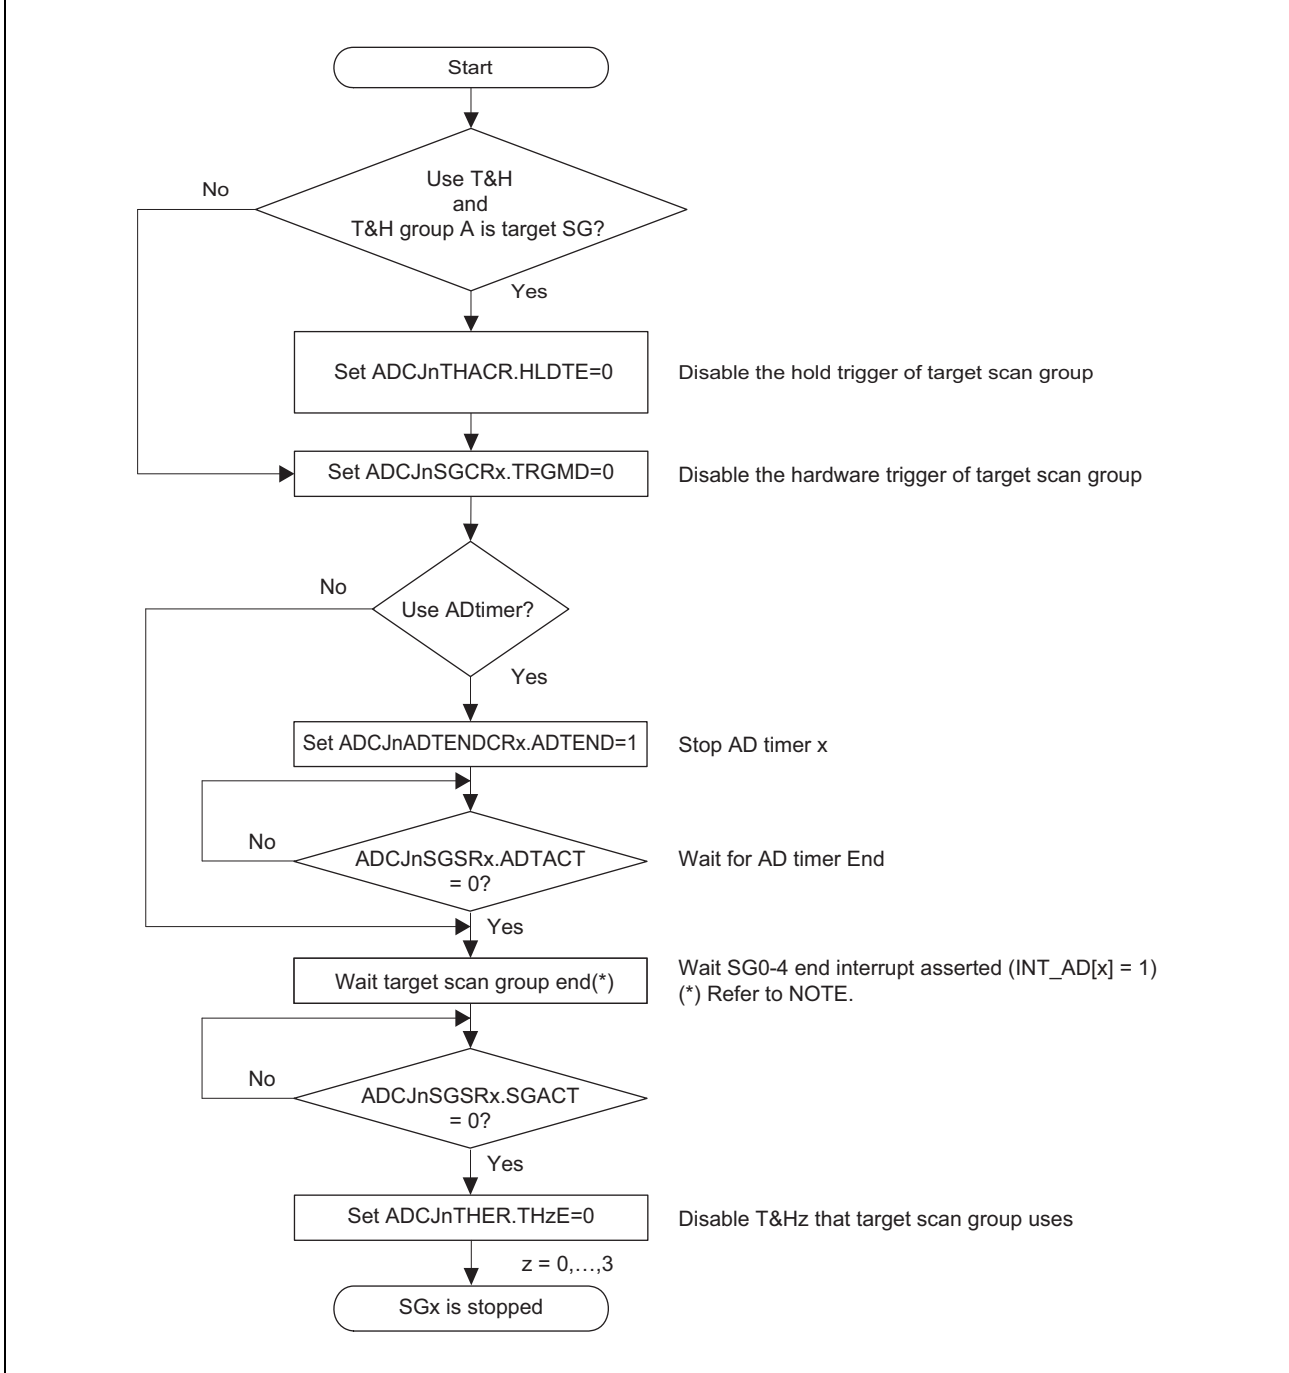 Start
Use T&H
and
T&H group A is target SG?
No
Yes
Set ADCJnTHACR.HLDTE=0
Disable the hold trigger of target scan group
Set ADCJnSGCRx.TRGMD=0
Disable the hardware trigger of target scan group
No
Use ADtimer?
Yes
Set ADCJnADTENDCRx.ADTEND=1
Stop AD timer x
No
ADCJnSGSRx.ADTACT
= 0?
Wait for AD timer End
Yes
Wait target scan group end(*)
Wait SG0-4 end interrupt asserted (INT_AD[x] = 1)
(*) Refer to NOTE.
No
ADCJnSGSRx.SGACT
= 0?
Yes
Set ADCJnTHER.THzE=0
Disable T&Hz that target scan group uses
z = 0,...,3
SGx is stopped